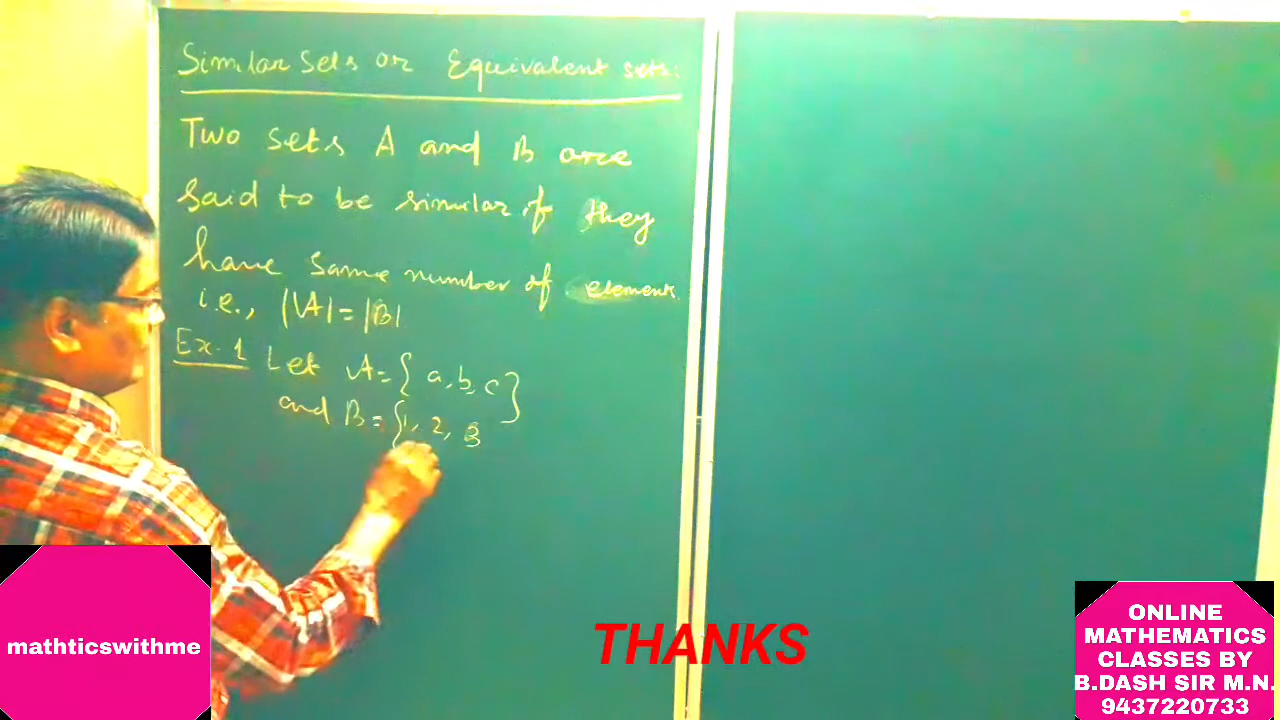 Similar sets or Equivalent sets:
Two sets A and B are
said to be similar if they
have same number of element.
i.e., |A| = |B|
Ex. 1 Let A = { a, b, c }
and B = { 1, 2, 3
THANKS
mathticswithme
ONLINE
MATHEMATICS
CLASSES BY
B.DASH SIR M.N.
9437220733